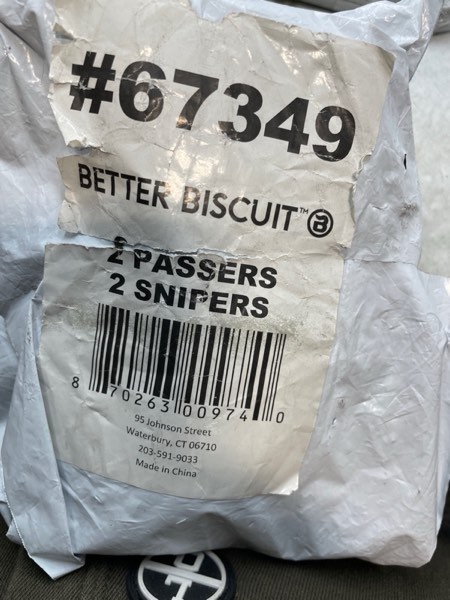 #67349
BETTER BISCUIT™
2 PASSERS
2 SNIPERS
8 70263 00974 0
95 Johnson Street
Waterbury, CT 06710
203-591-9033
Made in China